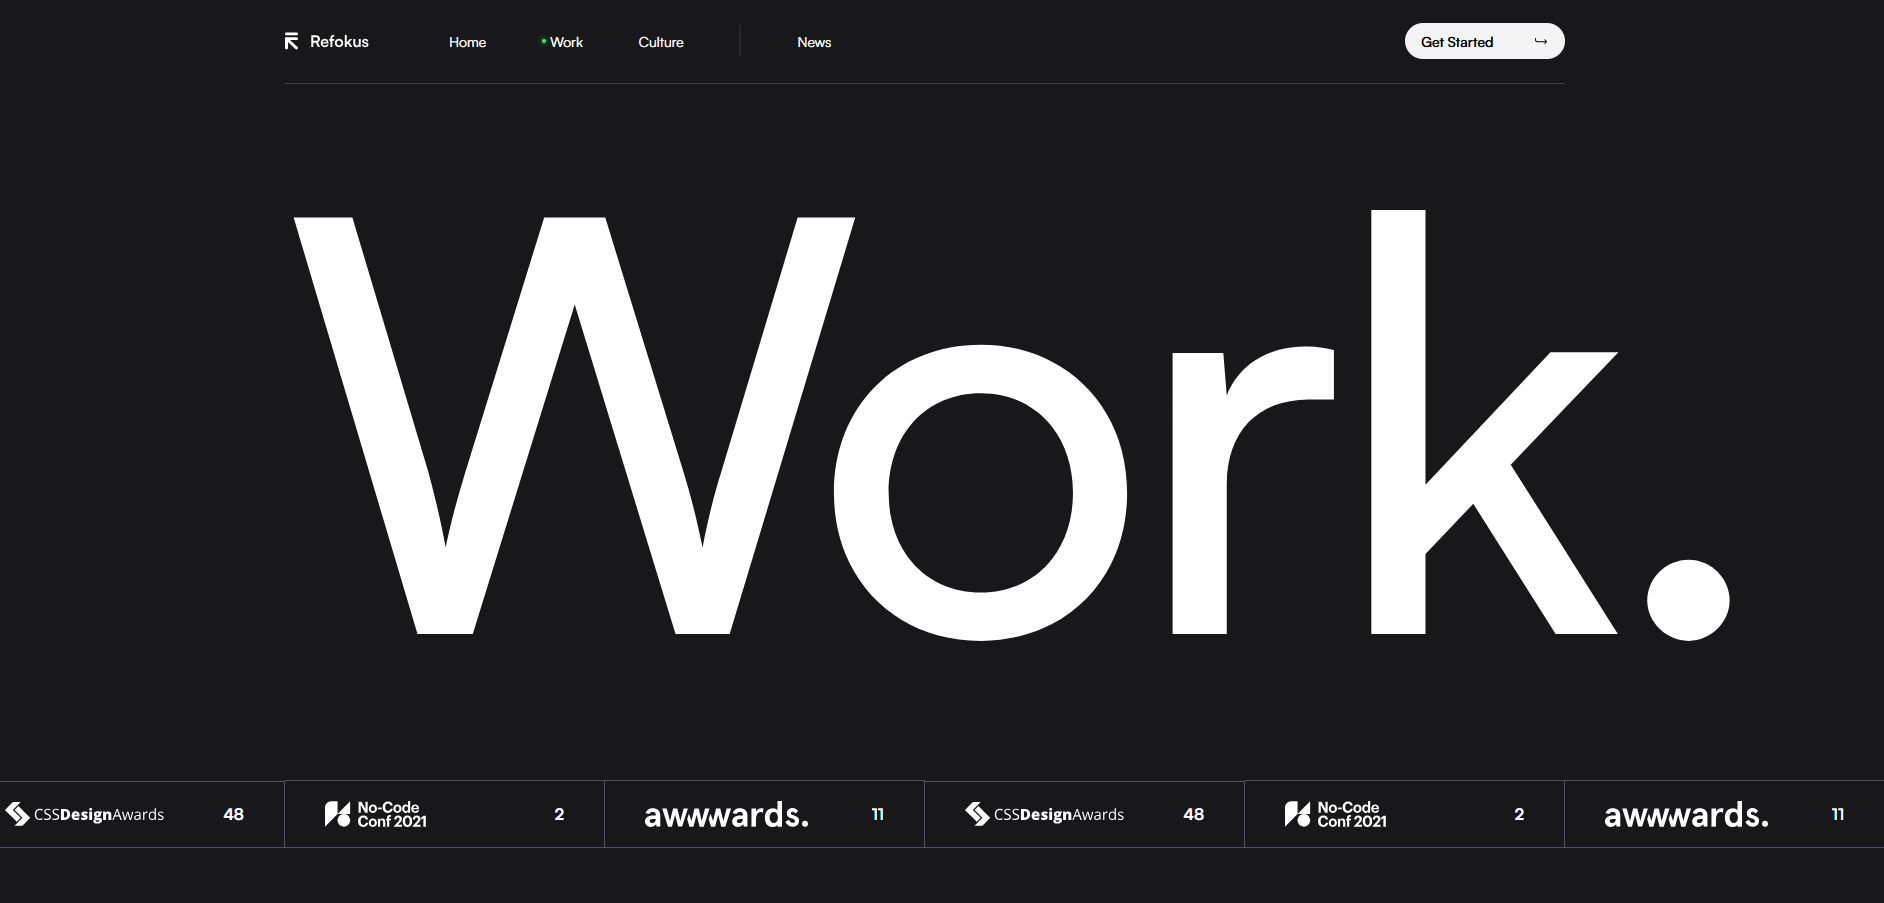 Refokus
Home
Work
Culture
News
Get Started
Work.
CSSDesignAwards 48
No-Code
Conf 2021
2
awwwards. 11
CSSDesignAwards 48
No-Code
Conf 2021
2
awwwards. 11